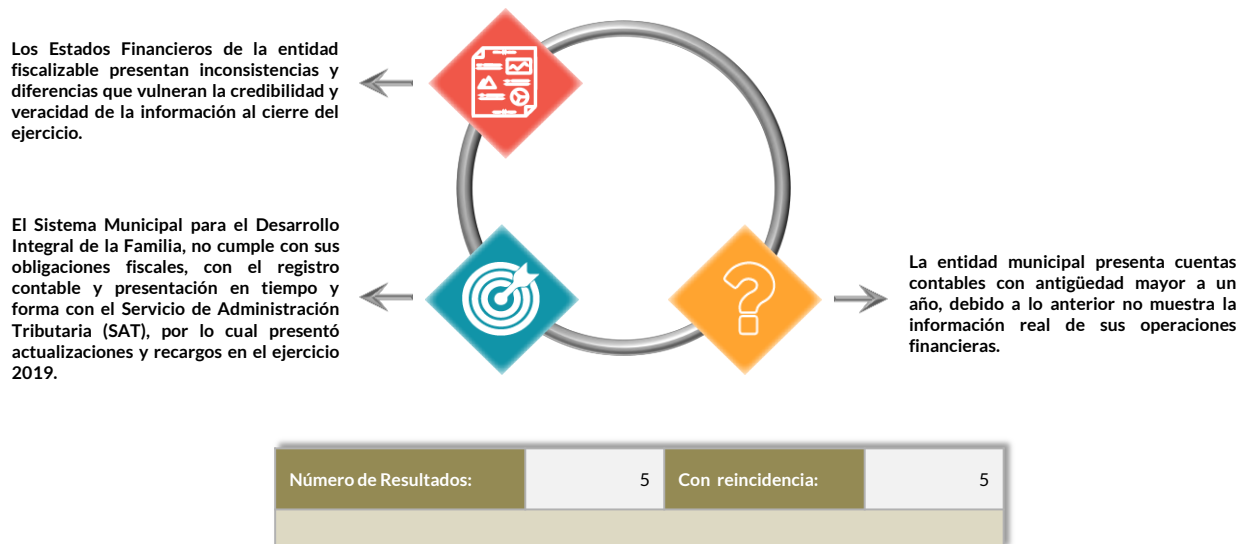 Los Estados Financieros de la entidad
fiscalizable presentan inconsistencias y
diferencias que vulneran la credibilidad y
veracidad de la información al cierre del
ejercicio.
El Sistema Municipal para el Desarrollo
Integral de la Familia, no cumple con sus
obligaciones fiscales, con el registro
contable y presentación en tiempo y
forma con el Servicio de Administración
Tributaria (SAT), por lo cual presentó
actualizaciones y recargos en el ejercicio
2019.
La entidad municipal presenta cuentas
contables con antigüedad mayor a un
año, debido a lo anterior no muestra la
información real de sus operaciones
financieras.
Número de Resultados: 5 Con reincidencia: 5